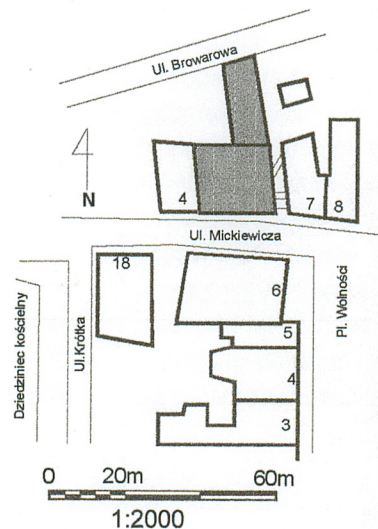 Ul. Browarowa
N
4
7
8
Ul. Mickiewicza
18
6
5
4
3
Dziedziniec kościelny
Ul.Krótka
Pl. Wolności
0 20m 60m
1:2000